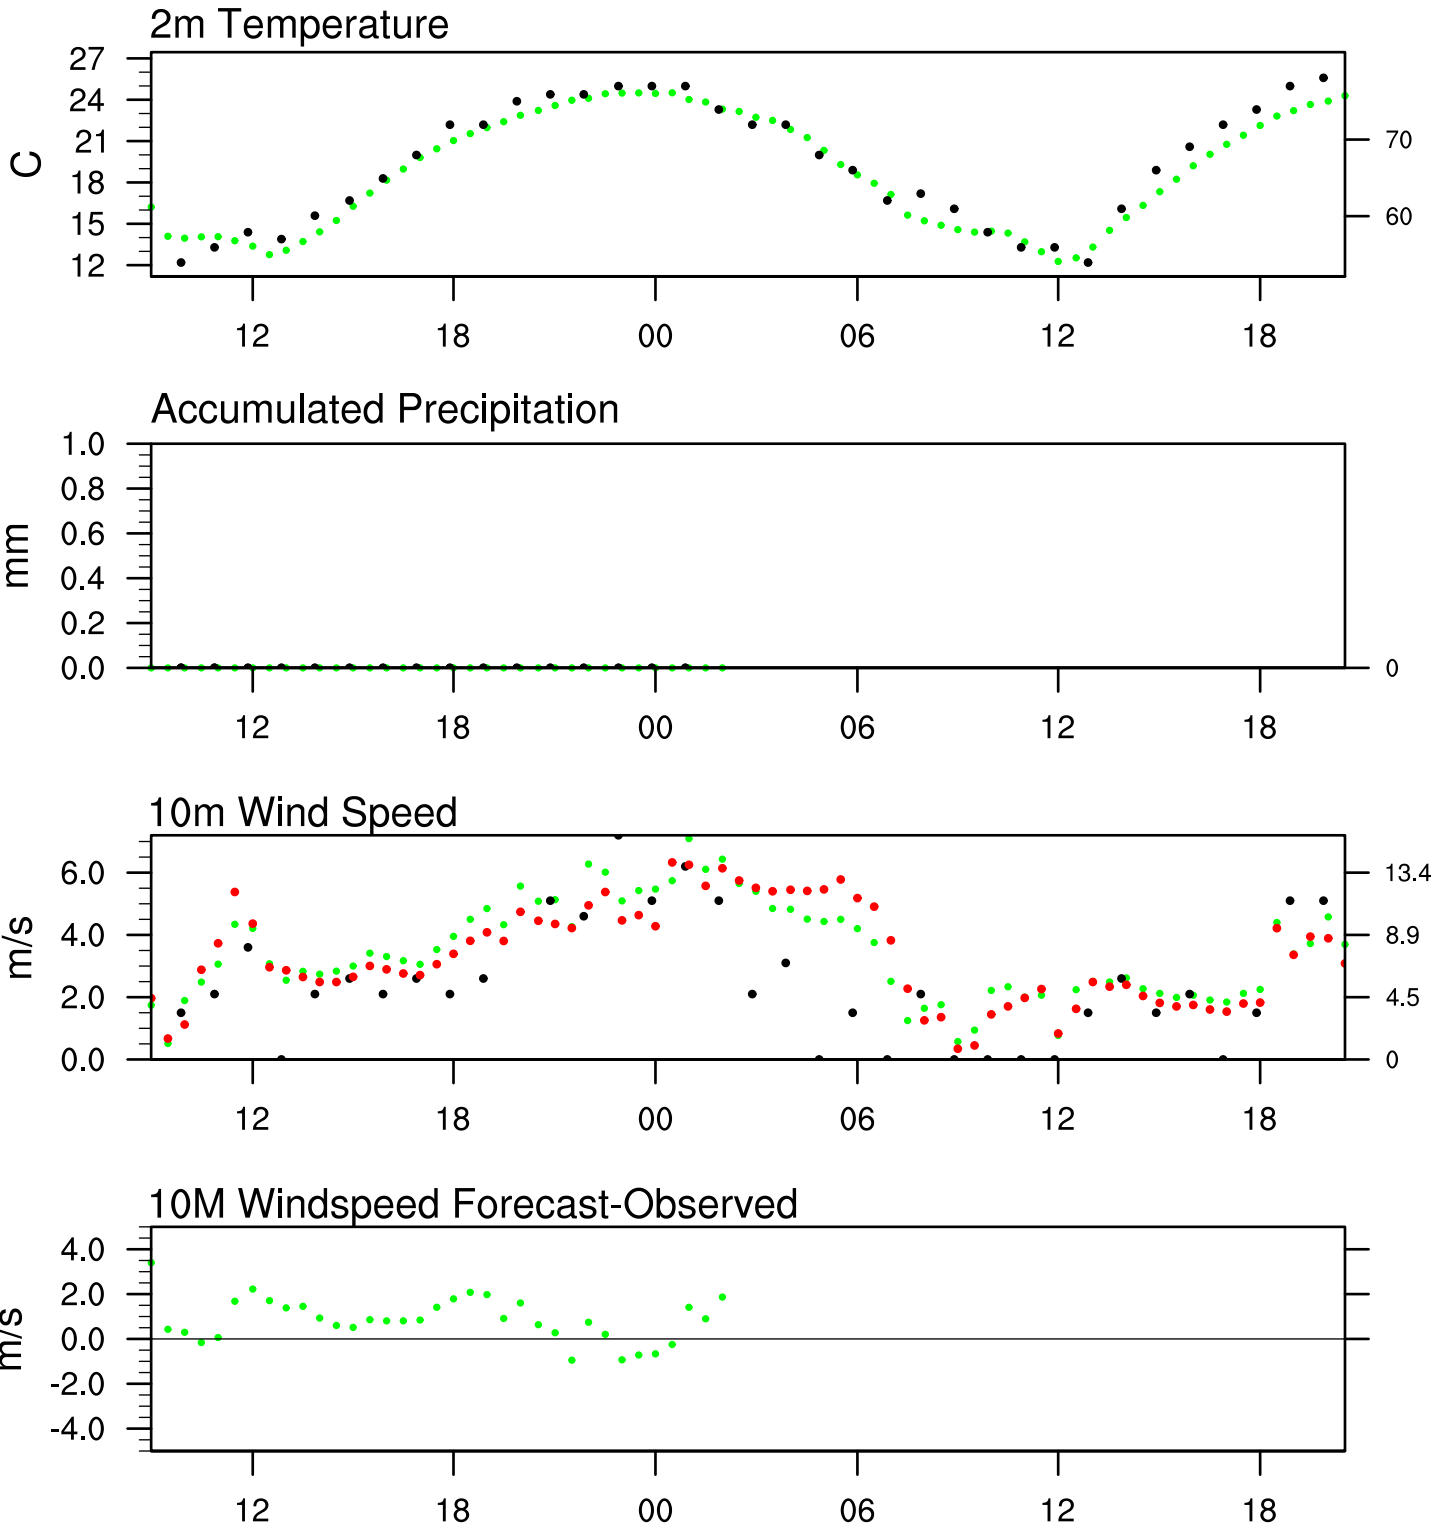 2m Temperature
27
24
21
18
15
12
C
70
60
12 18 00 06 12 18
Accumulated Precipitation
1.0
0.8
0.6
0.4
0.2
0.0
mm
0
12 18 00 06 12 18
10m Wind Speed
6.0
4.0
2.0
0.0
m/s
13.4
8.9
4.5
0
12 18 00 06 12 18
10M Windspeed Forecast-Observed
4.0
2.0
0.0
-2.0
-4.0
m/s
12 18 00 06 12 18